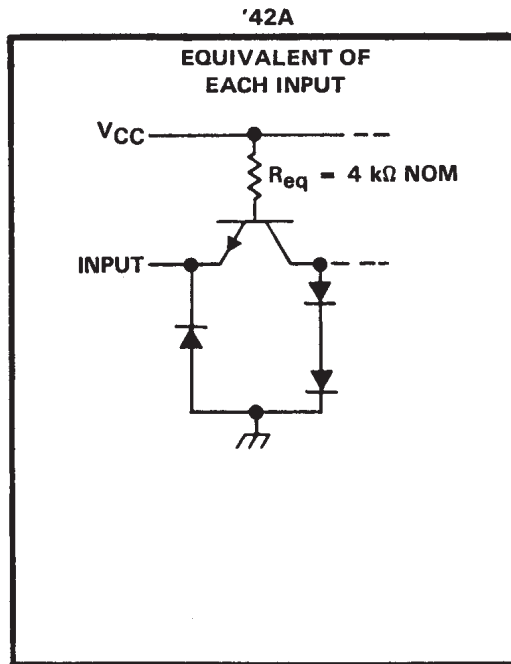 '42A
EQUIVALENT OF
EACH INPUT
VCC
Req = 4 kΩ NOM
INPUT